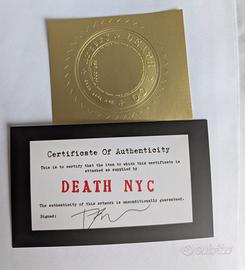 DEATH
Certificate Of Authenticity
This is to certify that the item to which this certificate is
attached as supplied by
DEATH NYC
The authenticity of this artwork is unconditionally guaranteed.
Signed:
subito.it